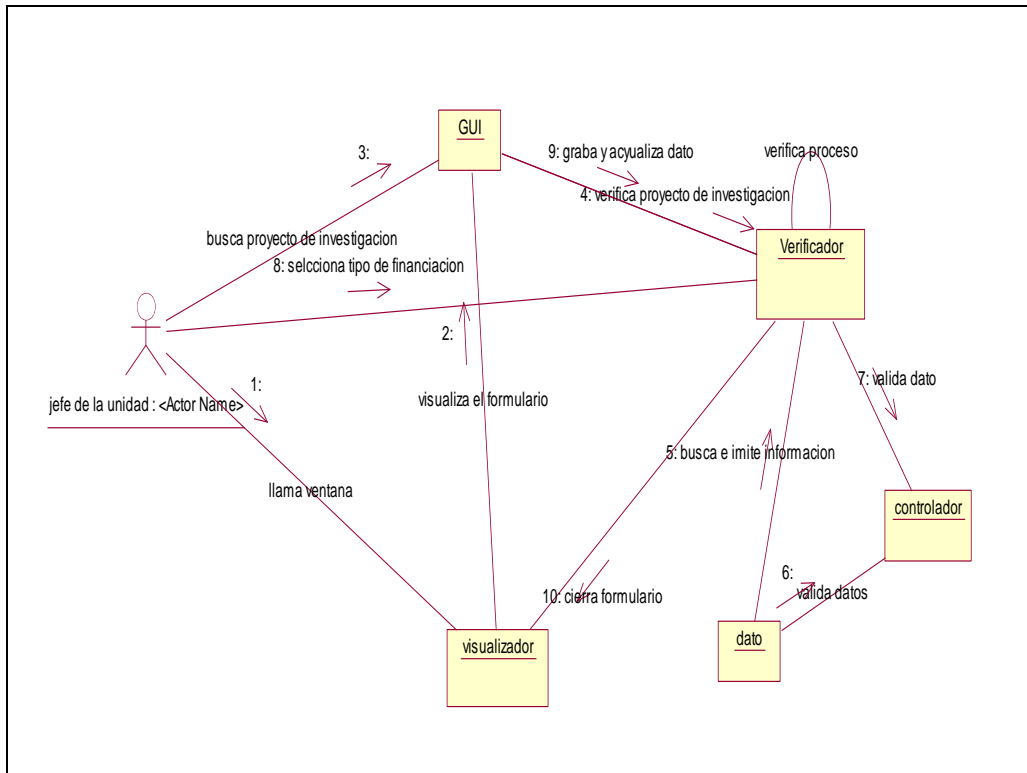 GUI
3:
9: graba y acyualiza dato
verifica proceso
4: verifica proyecto de investigacion
busca proyecto de investigacion
Verificador
8: selcciona tipo de financiacion
2:
1:
7: valida dato
jefe de la unidad : <Actor Name>
visualiza el formulario
5: busca e imite informacion
llama ventana
controlador
6:
10: cierra formulario
valida datos
visualizador
dato